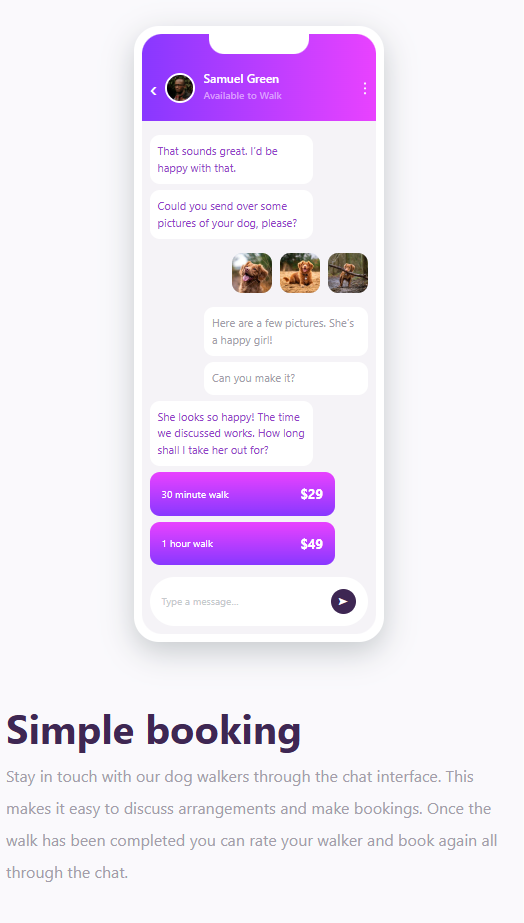 Samuel Green
Available to Walk
That sounds great. I'd be
happy with that.
Could you send over some
pictures of your dog, please?
Here are a few pictures. She's
a happy girl!
Can you make it?
She looks so happy! The time
we discussed works. How long
shall I take her out for?
30 minute walk $29
1 hour walk $49
Type a message...
Simple booking
Stay in touch with our dog walkers through the chat interface. This
makes it easy to discuss arrangements and make bookings. Once the
walk has been completed you can rate your walker and book again all
through the chat.